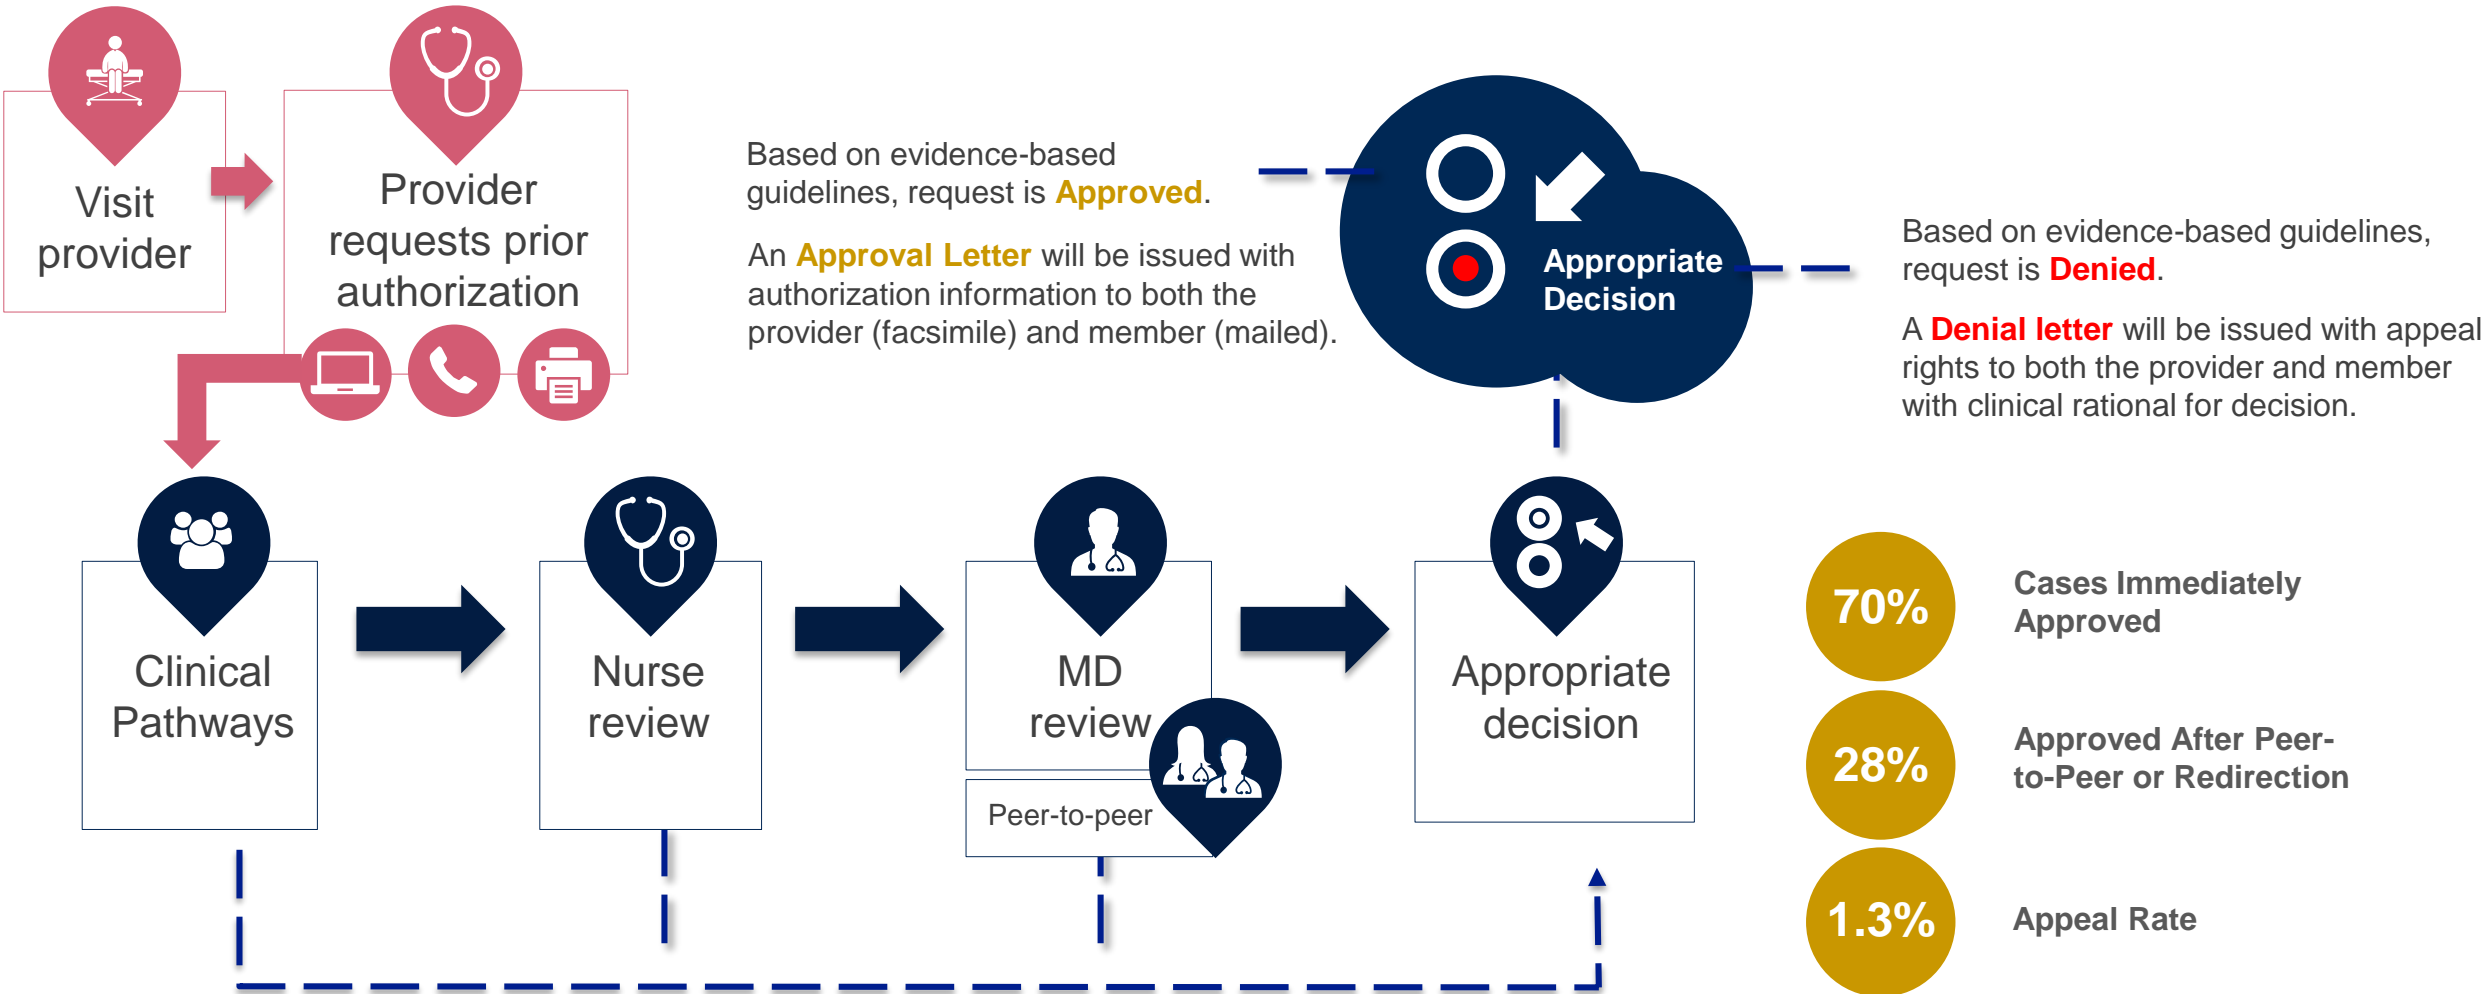 Visit
provider
Provider
requests prior
authorization
Based on evidence-based
guidelines, request is Approved.
An Approval Letter will be issued with
authorization information to both the
provider (facsimile) and member (mailed).
Appropriate
Decision
Based on evidence-based guidelines,
request is Denied.
A Denial letter will be issued with appeal
rights to both the provider and member
with clinical rational for decision.
Clinical
Pathways
Nurse
review
MD
review
Peer-to-peer
Appropriate
decision
70%
Cases Immediately
Approved
28%
Approved After Peer-
to-Peer or Redirection
1.3%
Appeal Rate